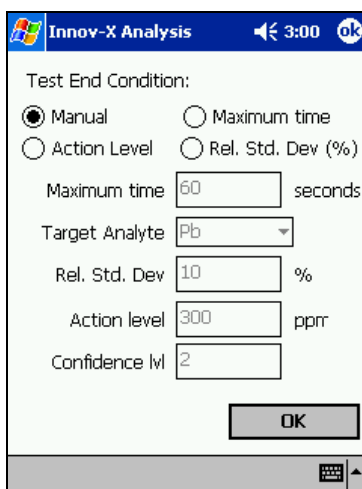 Innov-X Analysis 3:00 ok
Test End Condition:
Manual Maximum time
Action Level Rel. Std. Dev (%)
Maximum time 60 seconds
Target Analyte Pb
Rel. Std. Dev 10 %
Action level 300 ppm
Confidence lvl 2
OK